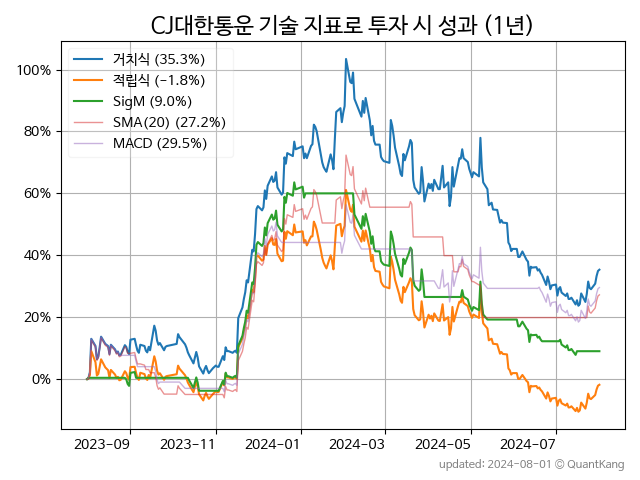 CJ대한통운 기술 지표로 투자 시 성과 (1년)
거치식 (35.3%)
적립식 (−1.8%)
SigM (9.0%)
SMA(20) (27.2%)
MACD (29.5%)
100%
80%
60%
40%
20%
0%
2023-09 2023-11 2024-01 2024-03 2024-05 2024-07
updated: 2024-08-01 © QuantKang